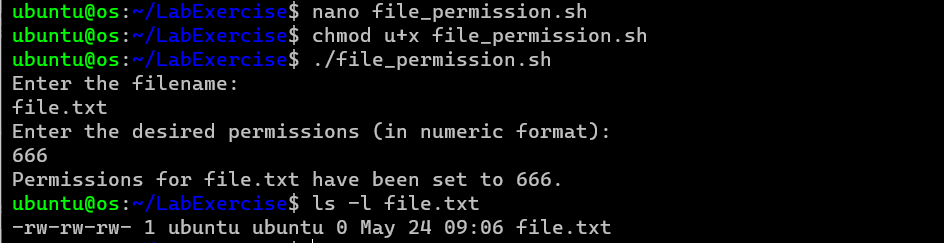 ubuntu@os:~/LabExercise$ nano file_permission.sh
ubuntu@os:~/LabExercise$ chmod u+x file_permission.sh
ubuntu@os:~/LabExercise$ ./file_permission.sh
Enter the filename:
file.txt
Enter the desired permissions (in numeric format):
666
Permissions for file.txt have been set to 666.
ubuntu@os:~/LabExercise$ ls -l file.txt
-rw-rw-rw- 1 ubuntu ubuntu 0 May 24 09:06 file.txt